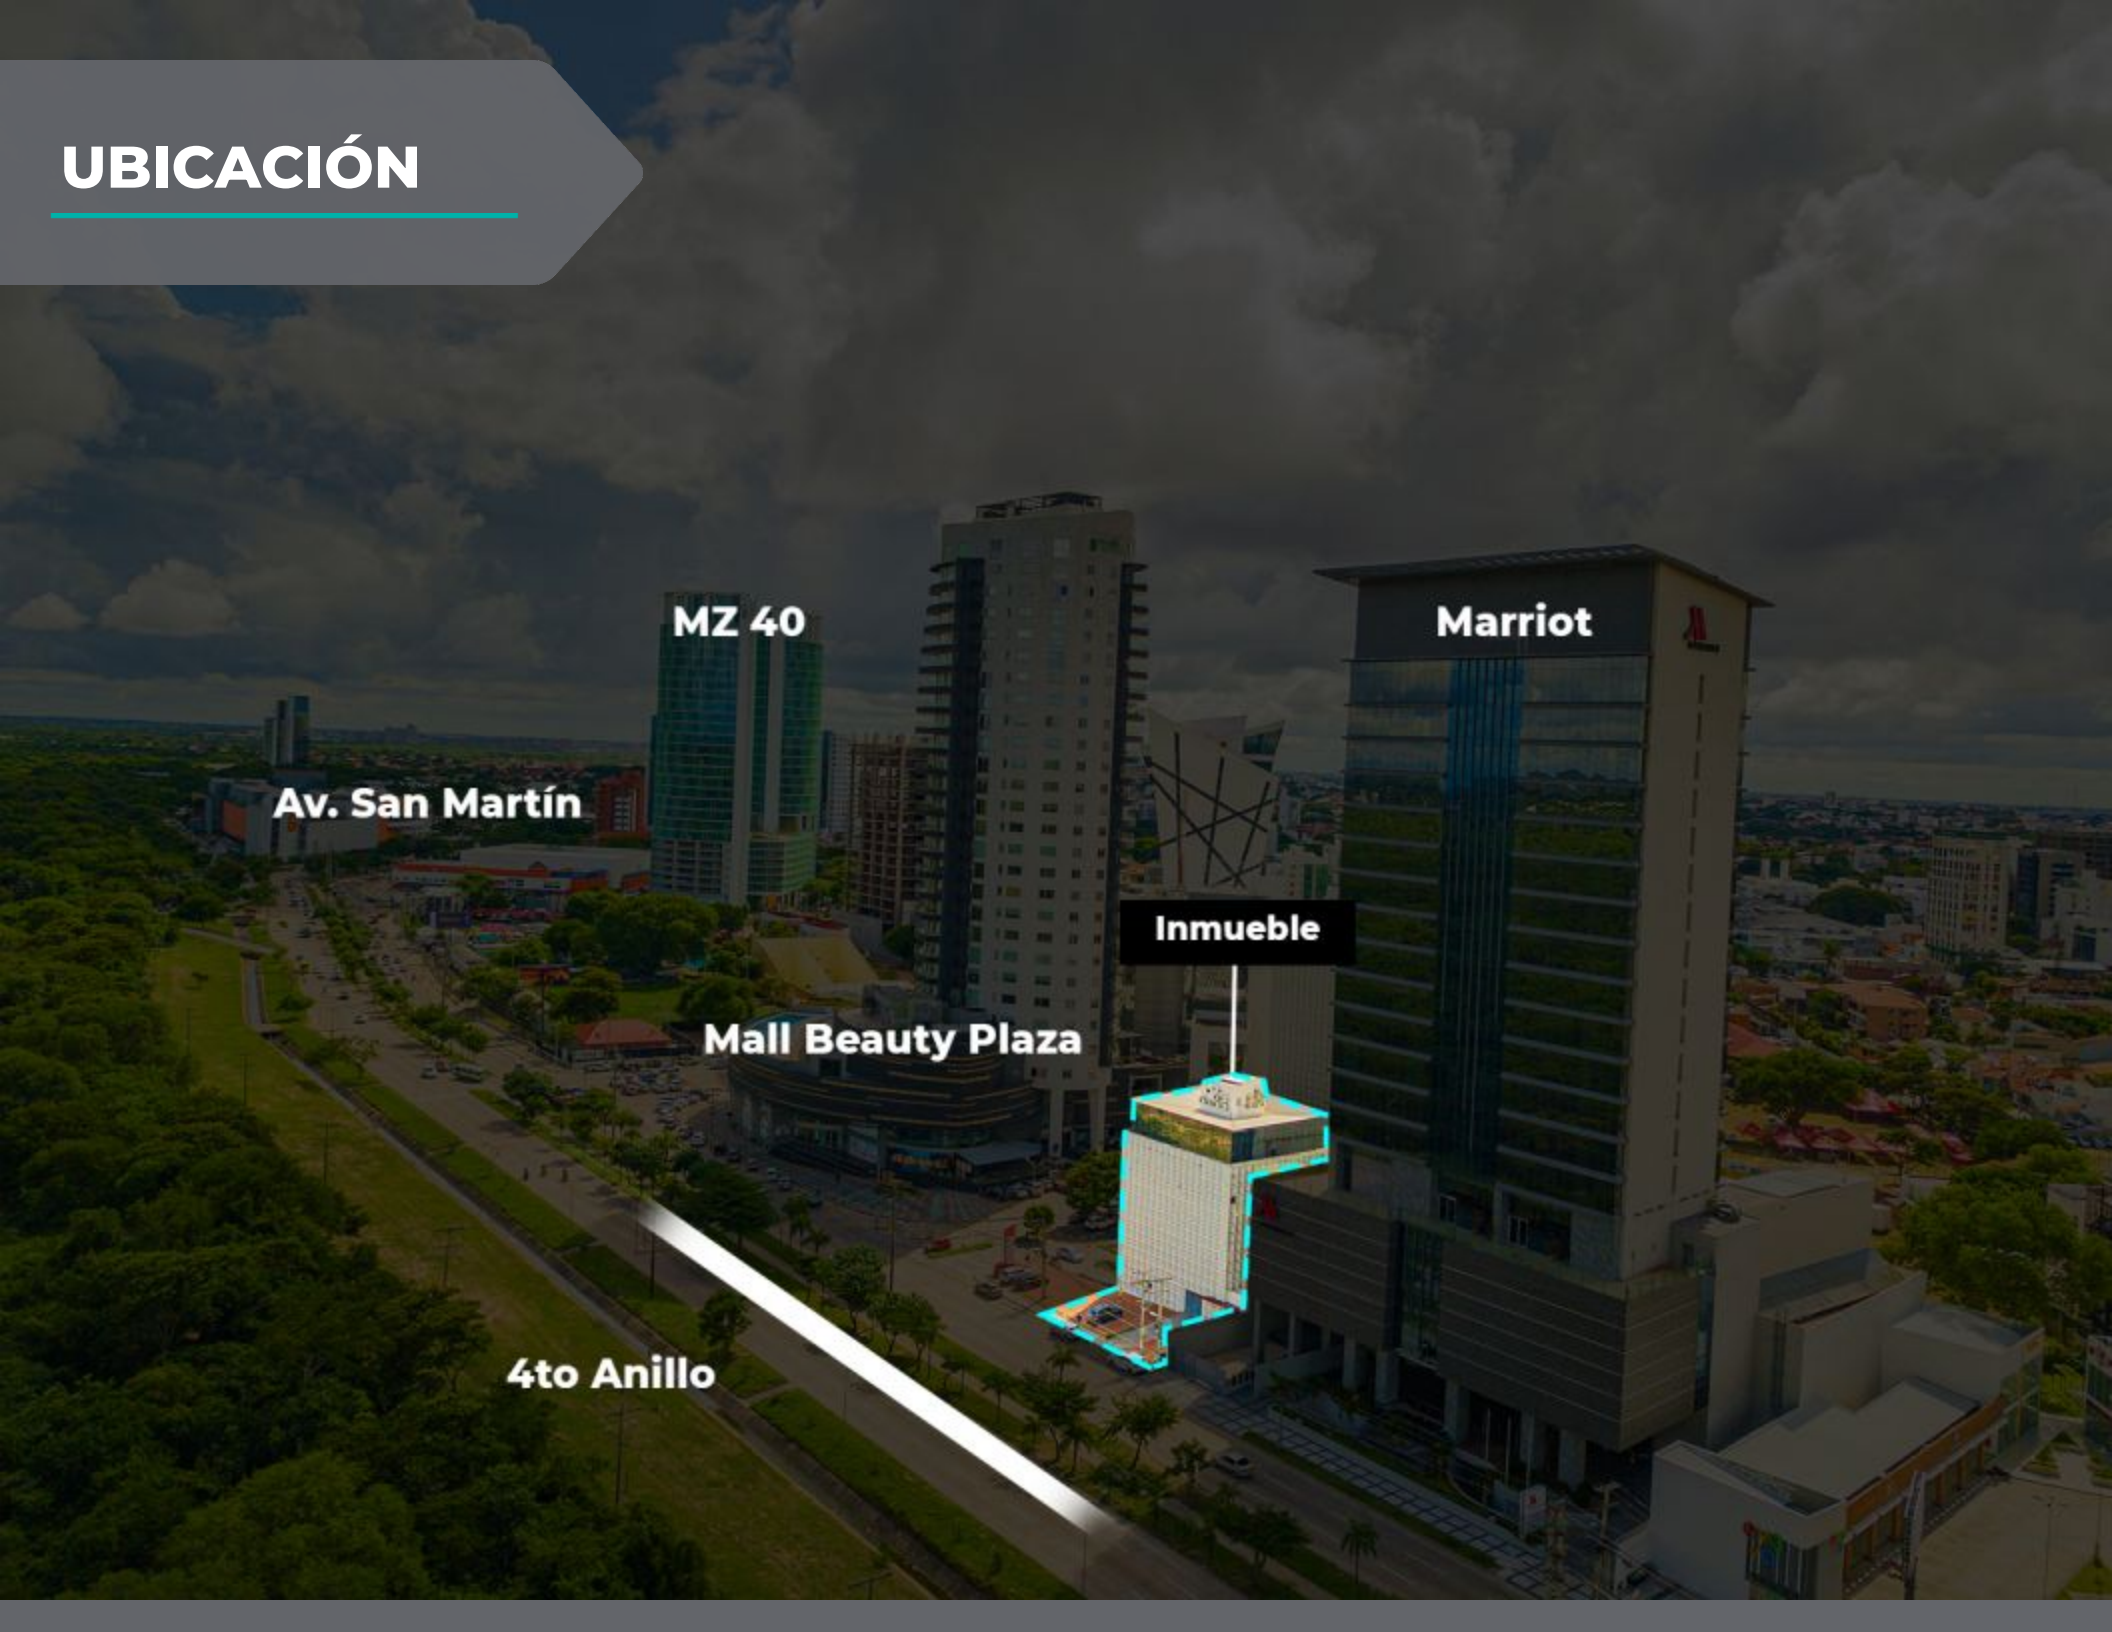 UBICACIÓN
MZ 40
Marriot
Av. San Martín
Inmueble
Mall Beauty Plaza
4to Anillo